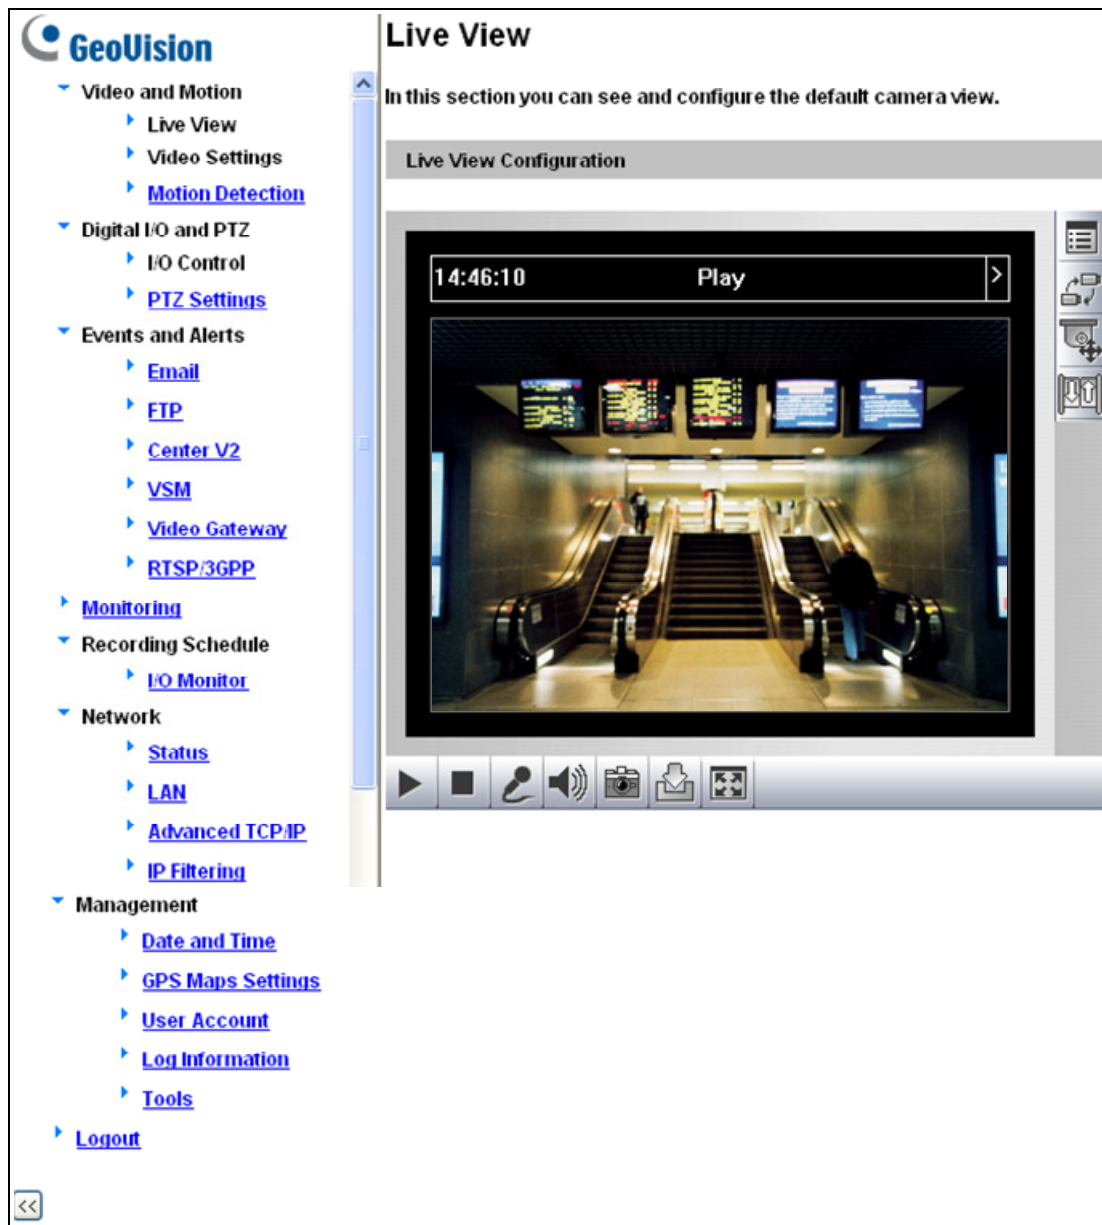 GeoVision
Video and Motion
Live View
Video Settings
Motion Detection
Digital I/O and PTZ
I/O Control
PTZ Settings
Events and Alerts
Email
FTP
Center V2
VSM
Video Gateway
RTSP/3GPP
Monitoring
Recording Schedule
I/O Monitor
Network
Status
LAN
Advanced TCP/IP
IP Filtering
Management
Date and Time
GPS Maps Settings
User Account
Log Information
Tools
Logout
<<
Live View
In this section you can see and configure the default camera view.
Live View Configuration
14:46:10 Play >